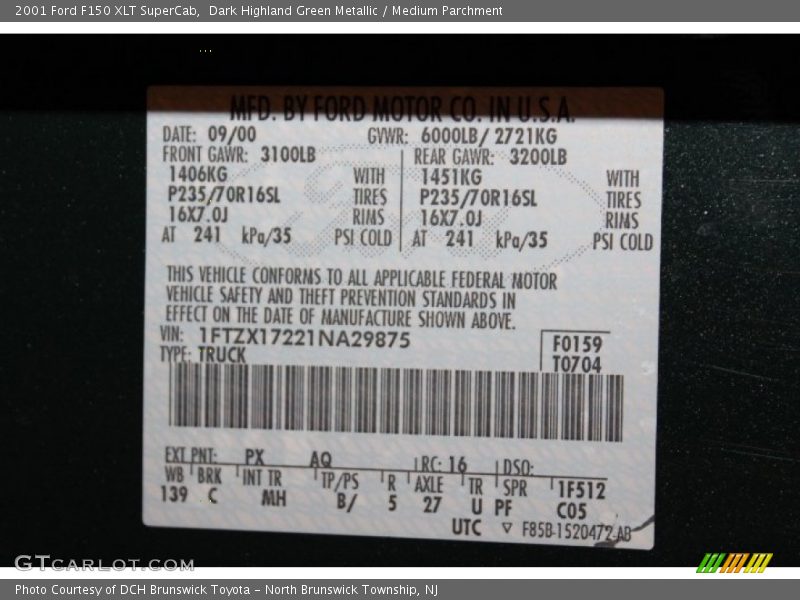 2001 Ford F150 XLT SuperCab,  Dark Highland Green Metallic / Medium Parchment
MFD. BY FORD MOTOR CO. IN U.S.A.
DATE: 09/00 GVWR: 6000LB/ 2721KG
FRONT GAWR: 3100LB REAR GAWR: 3200LB
1406KG WITH 1451KG WITH
P235/70R16SL TIRES P235/70R16SL TIRES
16X7.0J RIMS 16X7.0J RIMS
AT 241 kPa/35 PSI COLD AT 241 kPa/35 PSI COLD
THIS VEHICLE CONFORMS TO ALL APPLICABLE FEDERAL MOTOR
VEHICLE SAFETY AND THEFT PREVENTION STANDARDS IN
EFFECT ON THE DATE OF MANUFACTURE SHOWN ABOVE.
VIN: 1FTZX17221NA29875 F0159
TYPE: TRUCK T0704
EXT PNT: PX AQ RC: 16 DSO:
WB BRK INT TR TP/PS R AXLE TR SPR 1F512
139 C MH B/ 5 27 U PF C05
UTC ▽ F85B-1520472-AB
GTCARLOT.COM
Photo Courtesy of DCH Brunswick Toyota – North Brunswick Township, NJ